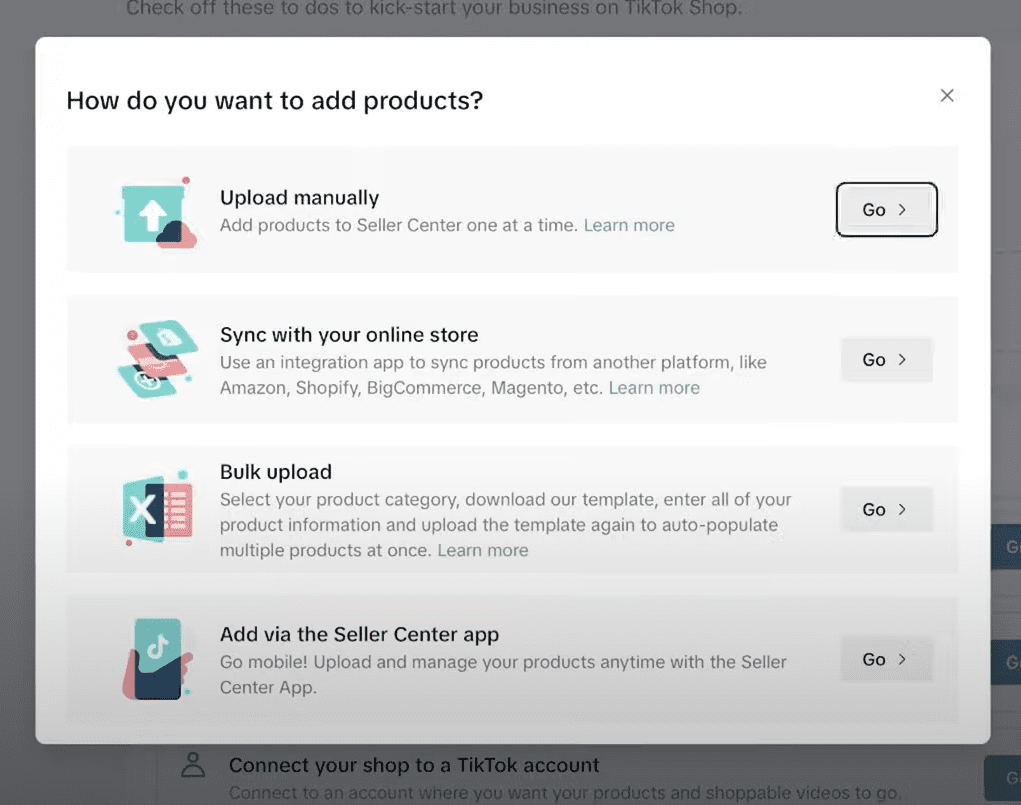 Check off these to dos to kick-start your business on TikTok Shop.
How do you want to add products?
Upload manually
Add products to Seller Center one at a time. Learn more
Go
Sync with your online store
Use an integration app to sync products from another platform, like
Amazon, Shopify, BigCommerce, Magento, etc. Learn more
Go
Bulk upload
Select your product category, download our template, enter all of your
product information and upload the template again to auto-populate
multiple products at once. Learn more
Go
Add via the Seller Center app
Go mobile! Upload and manage your products anytime with the Seller
Center App.
Go
Connect your shop to a TikTok account
Connect to an account where you want your products and shoppable videos to go.